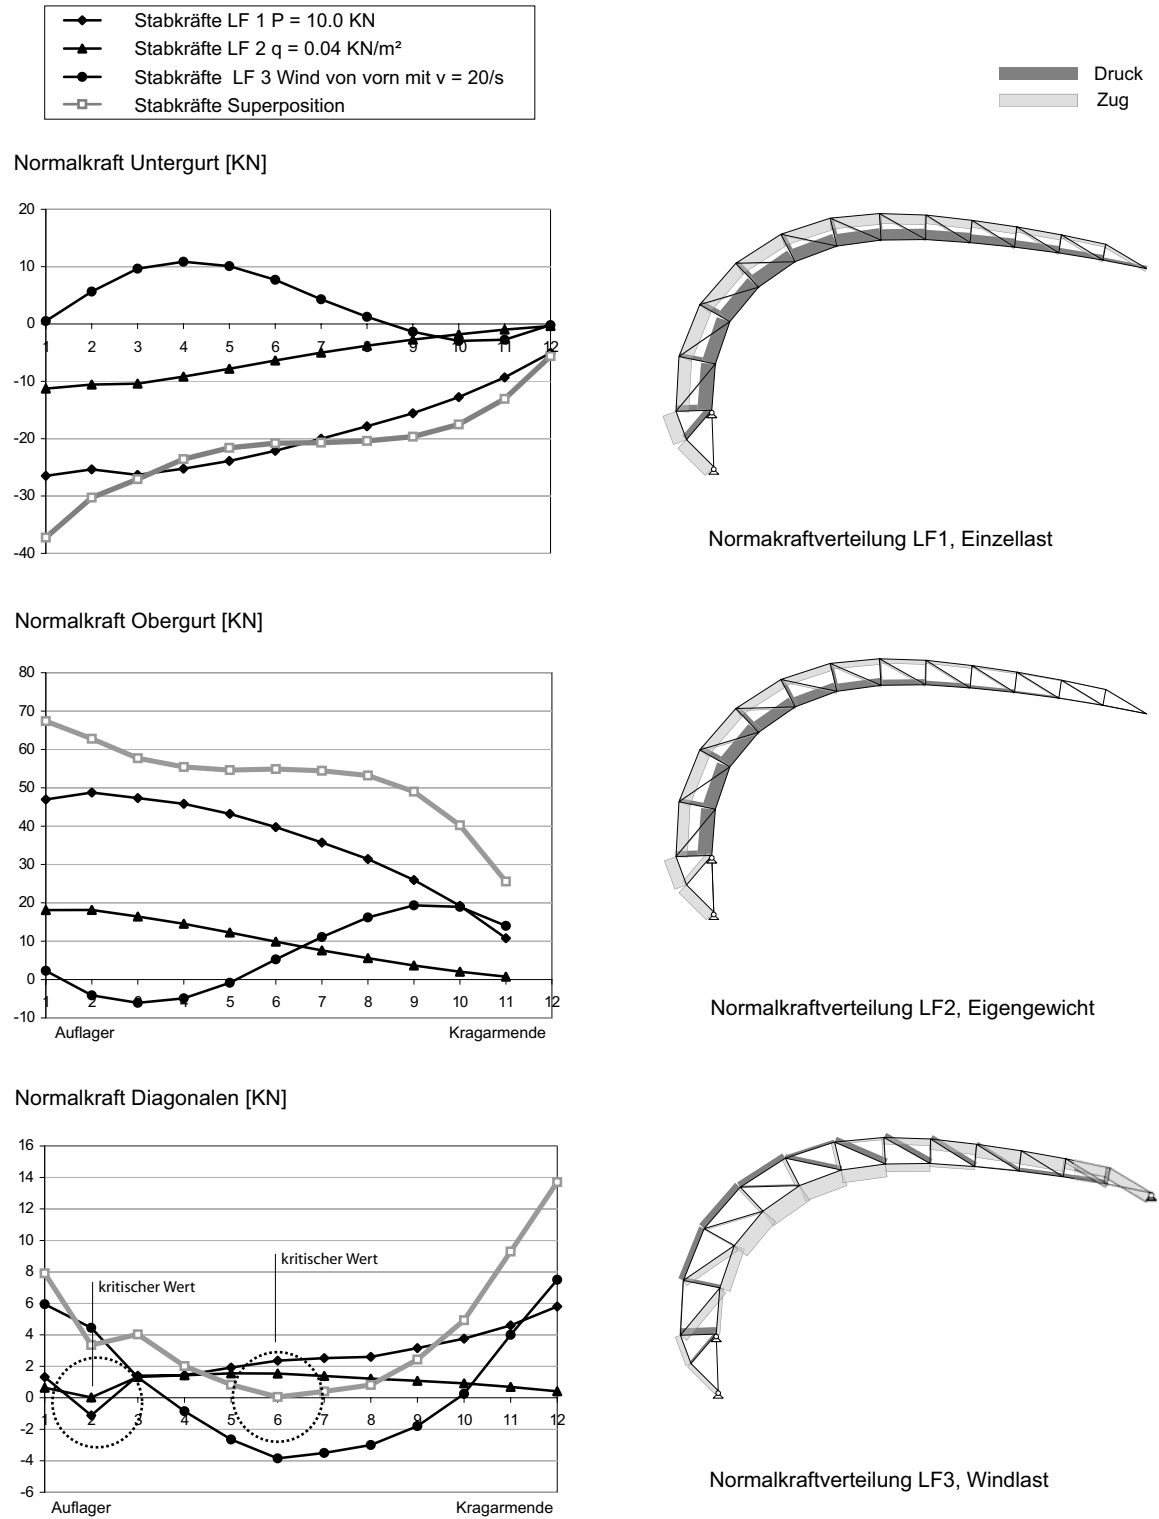 Stabkräfte LF 1 P = 10.0 KN
Stabkräfte LF 2 q = 0.04 KN/m²
Stabkräfte  LF 3 Wind von vorn mit v = 20/s
Stabkräfte Superposition
Druck
Zug
Normalkraft Untergurt [KN]
20
10
0
-10
-20
-30
-40
1 2 3 4 5 6 7 8 9 10 11 12
Normakraftverteilung LF1, Einzellast
Normalkraft Obergurt [KN]
80
70
60
50
40
30
20
10
0
-10
1 2 3 4 5 6 7 8 9 10 11 12
Auflager Kragarmende
Normalkraftverteilung LF2, Eigengewicht
Normalkraft Diagonalen [KN]
16
14
12
10
8
6
4
2
0
-2
-4
-6
kritischer Wert
kritischer Wert
1 2 3 4 5 6 7 8 9 10 11 12
Auflager Kragarmende
Normalkraftverteilung LF3, Windlast